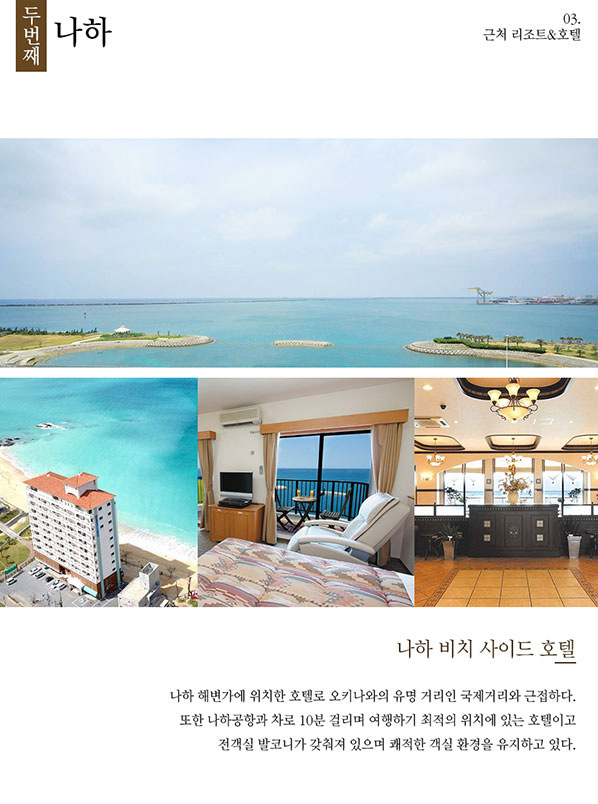 두번째
나하
03.
근처 리조트&호텔
나하 비치 사이드 호텔
나하 해변가에 위치한 호텔로 오키나와의 유명 거리인 국제거리와 근접하다.
또한 나하공항과 차로 10분 걸리며 여행하기 최적의 위치에 있는 호텔이고
전객실 발코니가 갖춰져 있으며 쾌적한 객실 환경을 유지하고 있다.